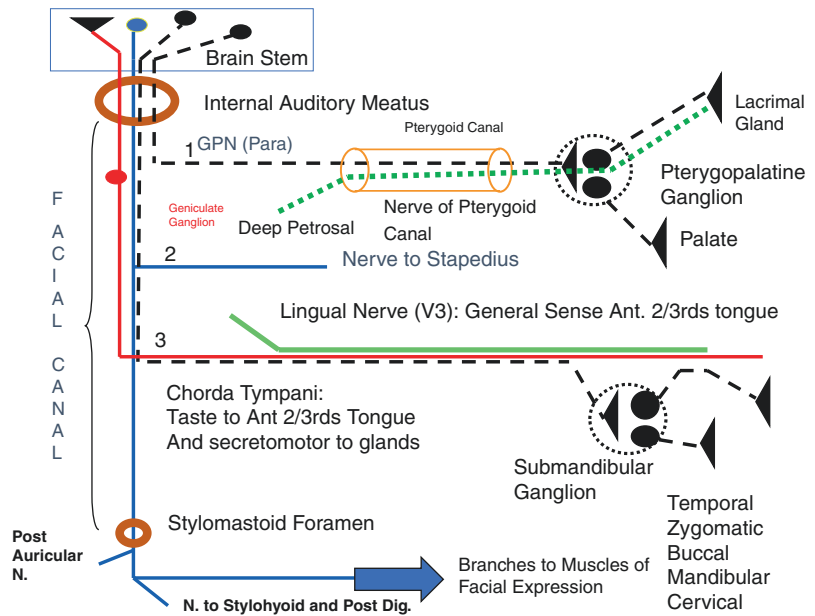 Brain Stem
Internal Auditory Meatus
1
GPN (Para)
Pterygoid Canal
Lacrimal
Gland
Pterygopalatine
Ganglion
Geniculate
Ganglion
Deep Petrosal
Nerve of Pterygoid
Canal
Palate
2
Nerve to Stapedius
FACIAL CANAL
Lingual Nerve (V3): General Sense Ant. 2/3rds tongue
3
Chorda Tympani:
Taste to Ant 2/3rds Tongue
And secretomotor to glands
Submandibular
Ganglion
Stylomastoid Foramen
Temporal
Zygomatic
Buccal
Mandibular
Cervical
Post
Auricular
N.
Branches to Muscles of
Facial Expression
N. to Stylohyoid and Post Dig.